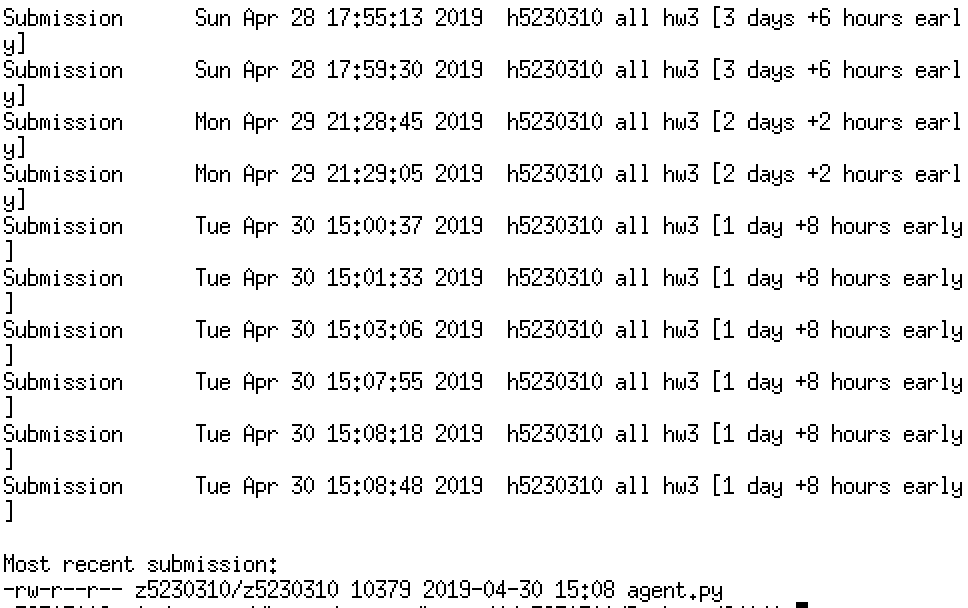 Submission      Sun Apr 28 17:55:13 2019  h5230310 all hw3 [3 days +6 hours earl
y]
Submission      Sun Apr 28 17:59:30 2019  h5230310 all hw3 [3 days +6 hours earl
y]
Submission      Mon Apr 29 21:28:45 2019  h5230310 all hw3 [2 days +2 hours earl
y]
Submission      Mon Apr 29 21:29:05 2019  h5230310 all hw3 [2 days +2 hours earl
y]
Submission      Tue Apr 30 15:00:37 2019  h5230310 all hw3 [1 day +8 hours early
]
Submission      Tue Apr 30 15:01:33 2019  h5230310 all hw3 [1 day +8 hours early
]
Submission      Tue Apr 30 15:03:06 2019  h5230310 all hw3 [1 day +8 hours early
]
Submission      Tue Apr 30 15:07:55 2019  h5230310 all hw3 [1 day +8 hours early
]
Submission      Tue Apr 30 15:08:18 2019  h5230310 all hw3 [1 day +8 hours early
]
Submission      Tue Apr 30 15:08:48 2019  h5230310 all hw3 [1 day +8 hours early
]
Most recent submission:
-rw-r--r-- z5230310/z5230310 10379 2019-04-30 15:08 agent.py